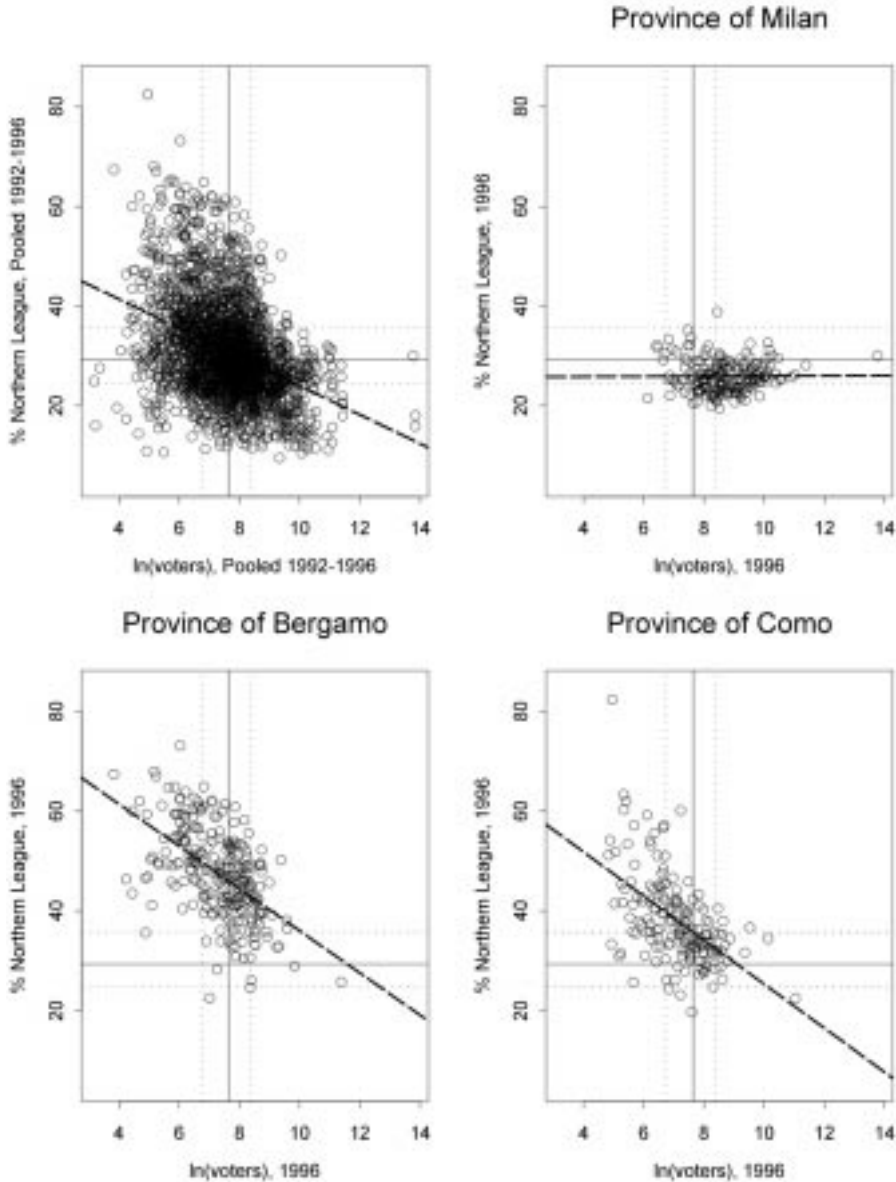 Province of Milan
% Northern League, Pooled 1992-1996
80
60
40
20
4 6 8 10 12 14
ln(voters), Pooled 1992-1996
% Northern League, 1996
80
60
40
20
4 6 8 10 12 14
ln(voters), 1996
Province of Bergamo
Province of Como
% Northern League, 1996
80
60
40
20
4 6 8 10 12 14
ln(voters), 1996
% Northern League, 1996
80
60
40
20
4 6 8 10 12 14
ln(voters), 1996